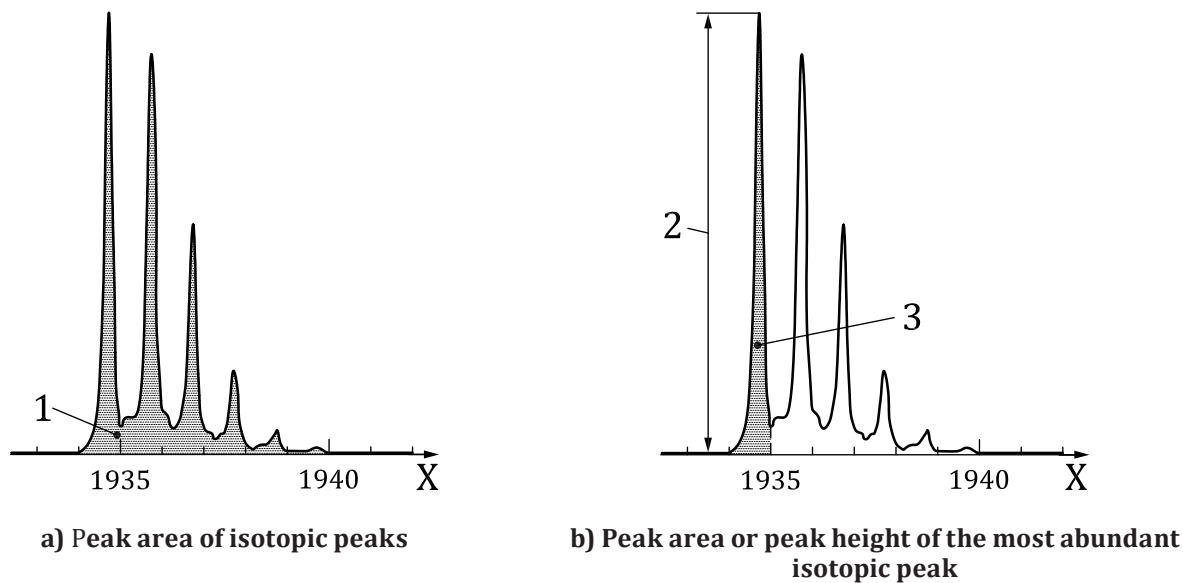 1
1935
1940
X
a) Peak area of isotopic peaks
2
3
1935
1940
X
b) Peak area or peak height of the most abundant
isotopic peak